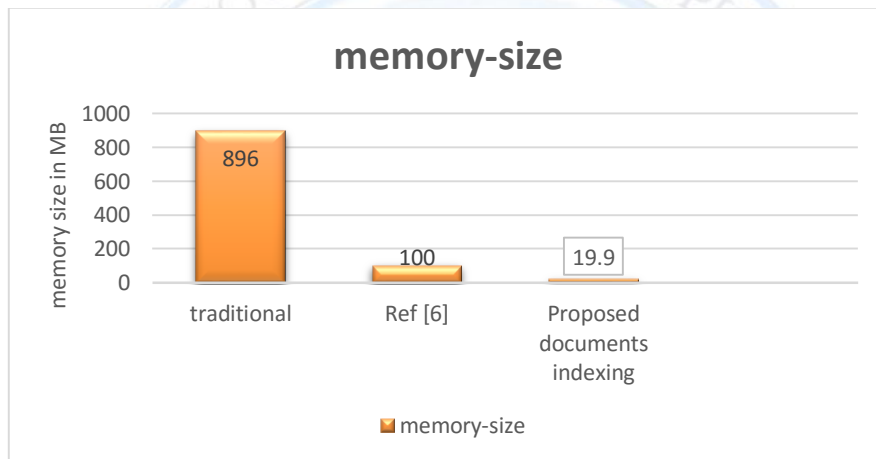 memory-size
memory size in MB
1000
800
600
400
200
0
896
100
19.9
traditional
Ref [6]
Proposed
documents
indexing
memory-size